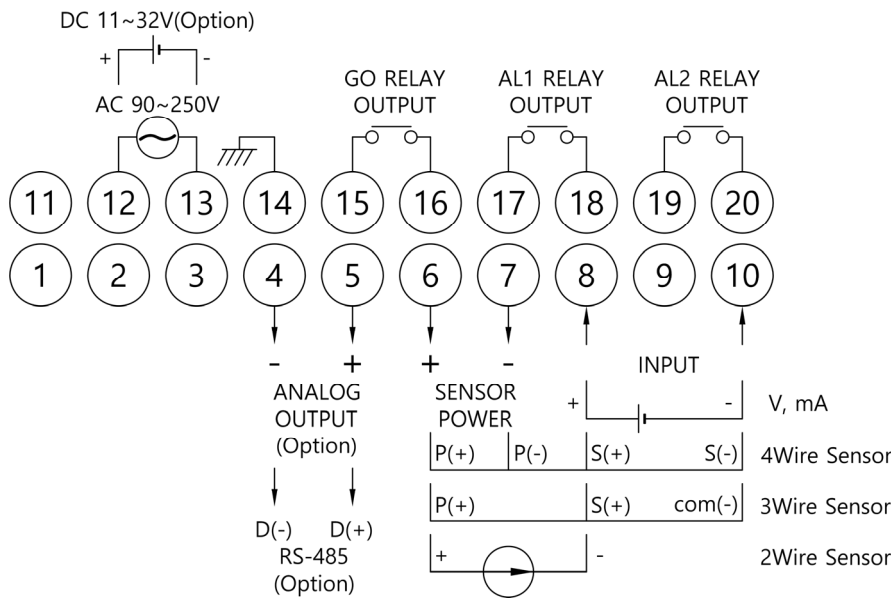 DC 11~32V(Option)
+ -
AC 90~250V
GO RELAY
OUTPUT
AL1 RELAY
OUTPUT
AL2 RELAY
OUTPUT
11 12 13 14 15 16 17 18 19 20
1 2 3 4 5 6 7 8 9 10
- + + -
ANALOG
OUTPUT
(Option)
SENSOR
POWER
INPUT
+ - V, mA
P(+) P(-) S(+) S(-) 4Wire Sensor
P(+) S(+) com(-) 3Wire Sensor
+ - 2Wire Sensor
D(-) D(+)
RS-485
(Option)